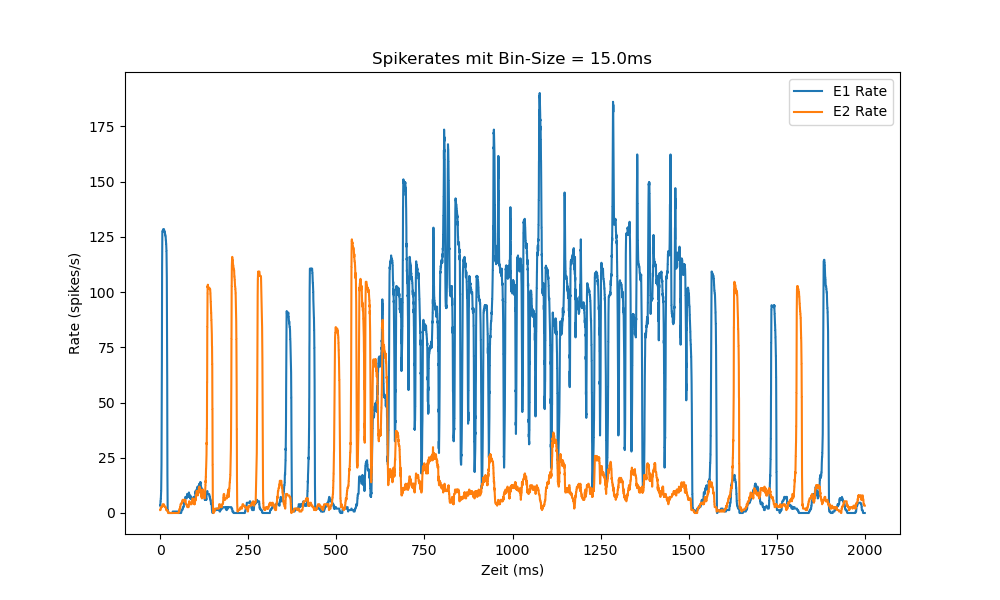 Spikerates mit Bin-Size = 15.0ms
E1 Rate
E2 Rate
175
150
125
100
75
50
25
0
Rate (spikes/s)
0 250 500 750 1000 1250 1500 1750 2000
Zeit (ms)